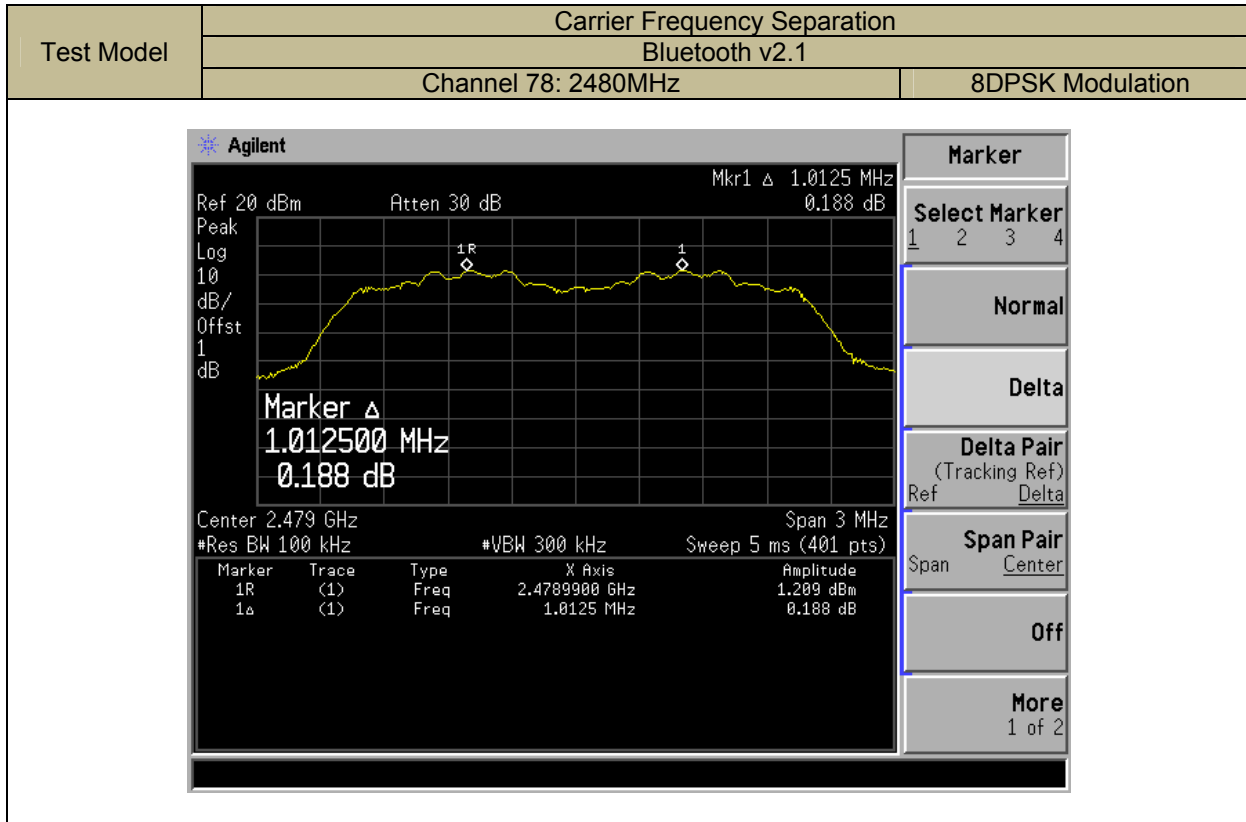 Test Model
Carrier Frequency Separation
Bluetooth v2.1
Channel 78: 2480MHz
8DPSK Modulation
Agilent
Mkr1 Δ 1.0125 MHz
Ref 20 dBm Atten 30 dB 0.188 dB
Peak
Log
10
dB/
Offst
1
dB
1R
1
Marker Δ
1.012500 MHz
0.188 dB
Center 2.479 GHz Span 3 MHz
#Res BW 100 kHz #VBW 300 kHz Sweep 5 ms (401 pts)
Marker Trace Type X Axis Amplitude
1R (1) Freq 2.4789900 GHz 1.209 dBm
1Δ (1) Freq 1.0125 MHz 0.188 dB
Marker
Select Marker
1 2 3 4
Normal
Delta
Delta Pair
(Tracking Ref)
Ref Delta
Span Pair
Span Center
Off
More
1 of 2